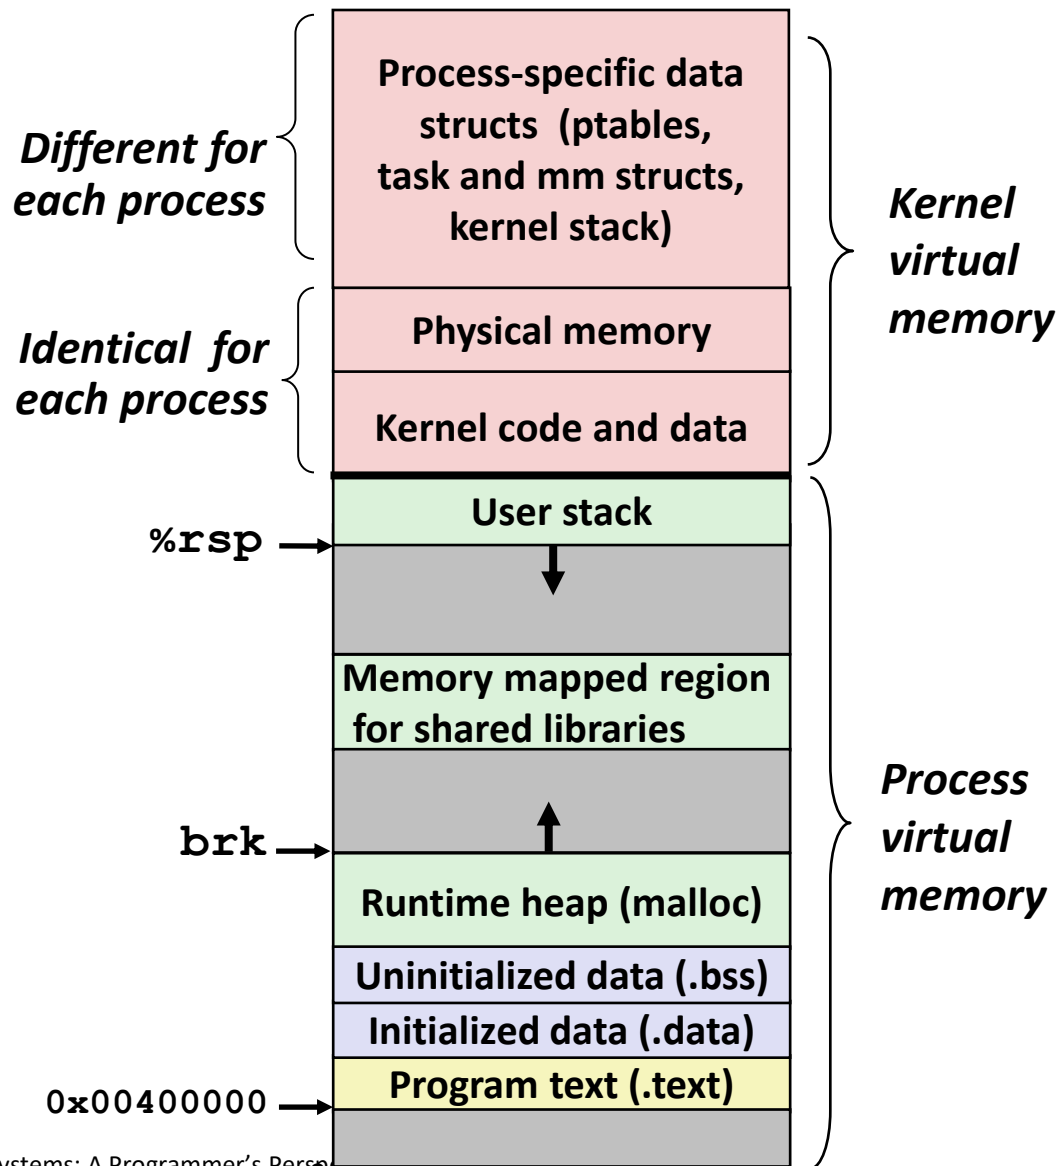 Process-specific data
structs (ptables,
task and mm structs,
kernel stack)
Different for
each process
Kernel
virtual
memory
Physical memory
Identical for
each process
Kernel code and data
User stack
%rsp
Memory mapped region
for shared libraries
Process
virtual
memory
brk
Runtime heap (malloc)
Uninitialized data (.bss)
Initialized data (.data)
Program text (.text)
0x00400000
A Programmer's